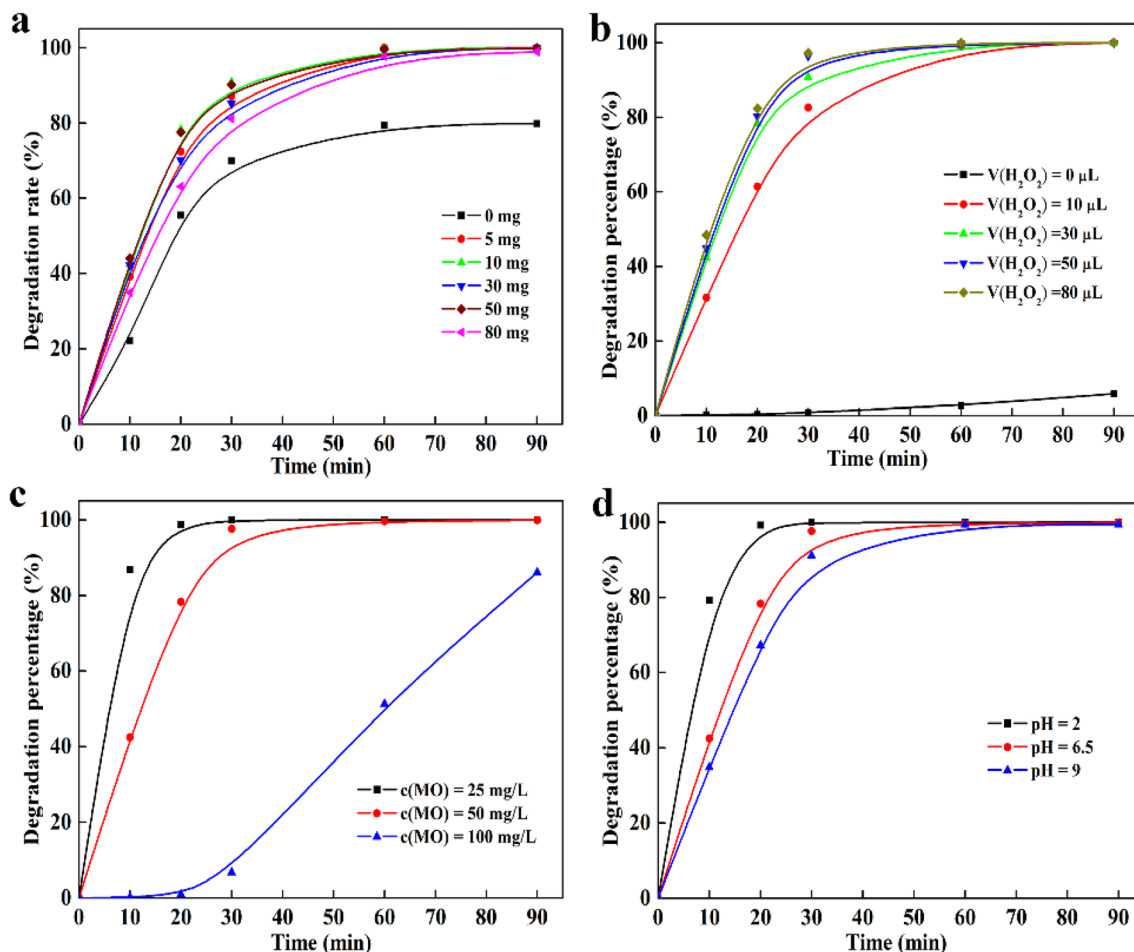 a
Degradation rate (%)
100
80
60
40
20
0
0 mg
5 mg
10 mg
30 mg
50 mg
80 mg
0 10 20 30 40 50 60 70 80 90
Time (min)
b
Degradation percentage (%)
100
80
60
40
20
0
V(H₂O₂) = 0 μL
V(H₂O₂) = 10 μL
V(H₂O₂) =30 μL
V(H₂O₂) =50 μL
V(H₂O₂) =80 μL
0 10 20 30 40 50 60 70 80 90
Time (min)
c
Degradation percentage (%)
100
80
60
40
20
0
c(MO) = 25 mg/L
c(MO) = 50 mg/L
c(MO) = 100 mg/L
0 10 20 30 40 50 60 70 80 90
Time (min)
d
Degradation percentage (%)
100
80
60
40
20
0
pH = 2
pH = 6.5
pH = 9
0 10 20 30 40 50 60 70 80 90
Time (min)